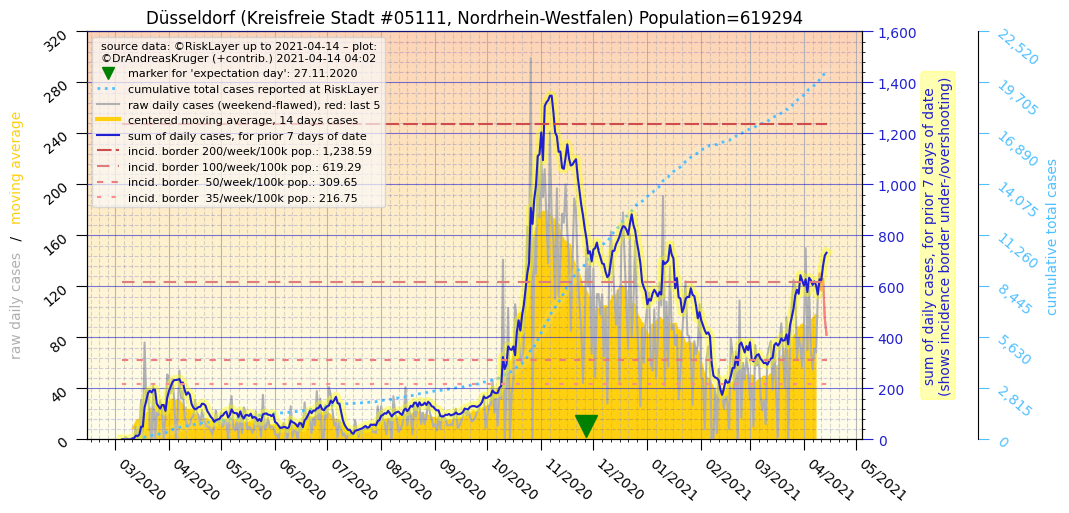 Düsseldorf (Kreisfreie Stadt #05111, Nordrhein-Westfalen) Population=619294
source data: ©RiskLayer up to 2021-04-14 – plot:
©DrAndreasKruger (+contrib.) 2021-04-14 04:02
marker for 'expectation day': 27.11.2020
cumulative total cases reported at RiskLayer
raw daily cases (weekend-flawed), red: last 5
centered moving average, 14 days cases
sum of daily cases, for prior 7 days of date
incid. border 200/week/100k pop.: 1,238.59
incid. border 100/week/100k pop.: 619.29
incid. border  50/week/100k pop.: 309.65
incid. border  35/week/100k pop.: 216.75
raw daily cases / moving average
320
280
240
200
160
120
80
40
0
03/2020
04/2020
05/2020
06/2020
07/2020
08/2020
09/2020
10/2020
11/2020
12/2020
01/2021
02/2021
03/2021
04/2021
05/2021
1,600
1,400
1,200
1,000
800
600
400
200
0
sum of daily cases, for prior 7 days of date
(shows incidence border under-/overshooting)
22,520
19,705
16,890
14,075
11,260
8,445
5,630
2,815
0
cumulative total cases